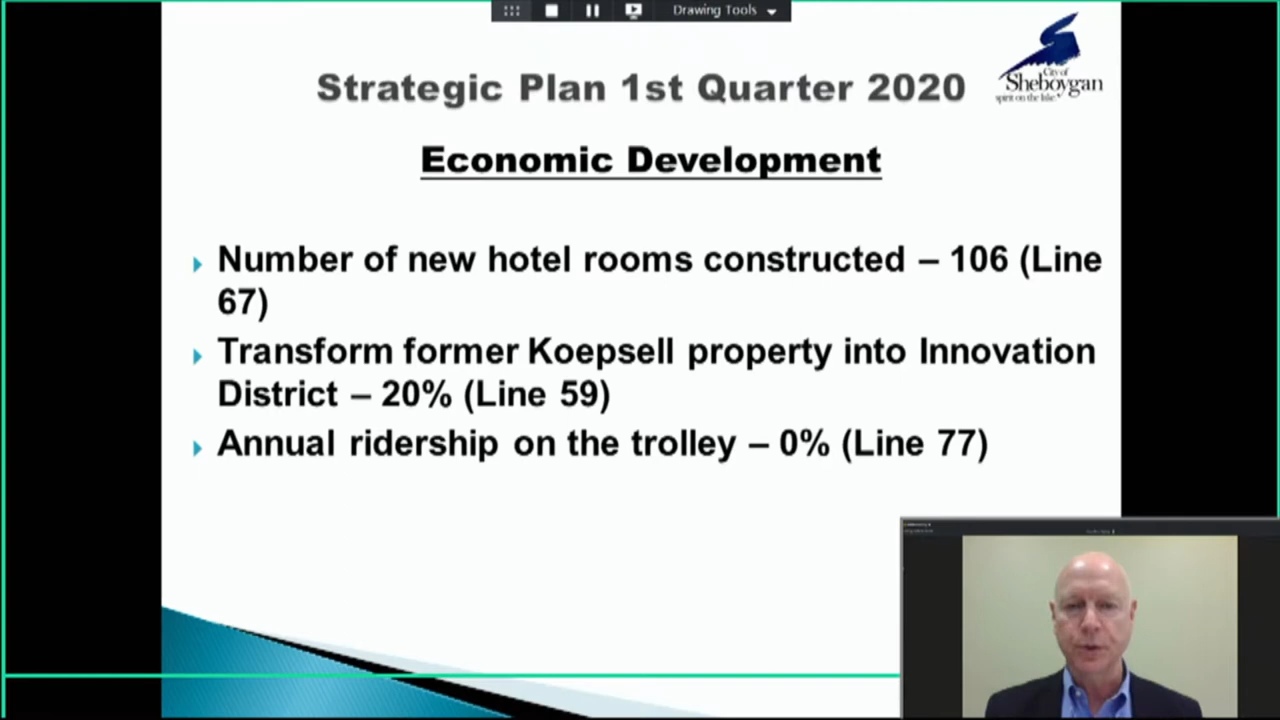 Drawing Tools
Strategic Plan 1st Quarter 2020
City of
Sheboygan
spirit on the lake.
Economic Development
Number of new hotel rooms constructed – 106 (Line
67)
Transform former Koepsell property into Innovation
District – 20% (Line 59)
Annual ridership on the trolley – 0% (Line 77)